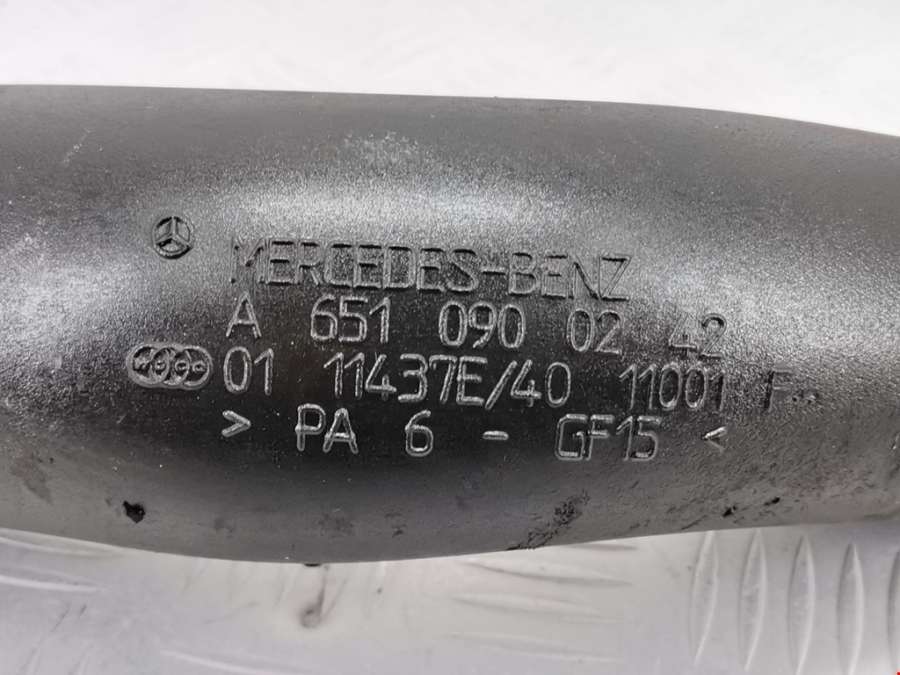 MERCEDES-BENZ
A 651 090 02 42
01 11437E/40 11001
> PA 6 - GF15 <